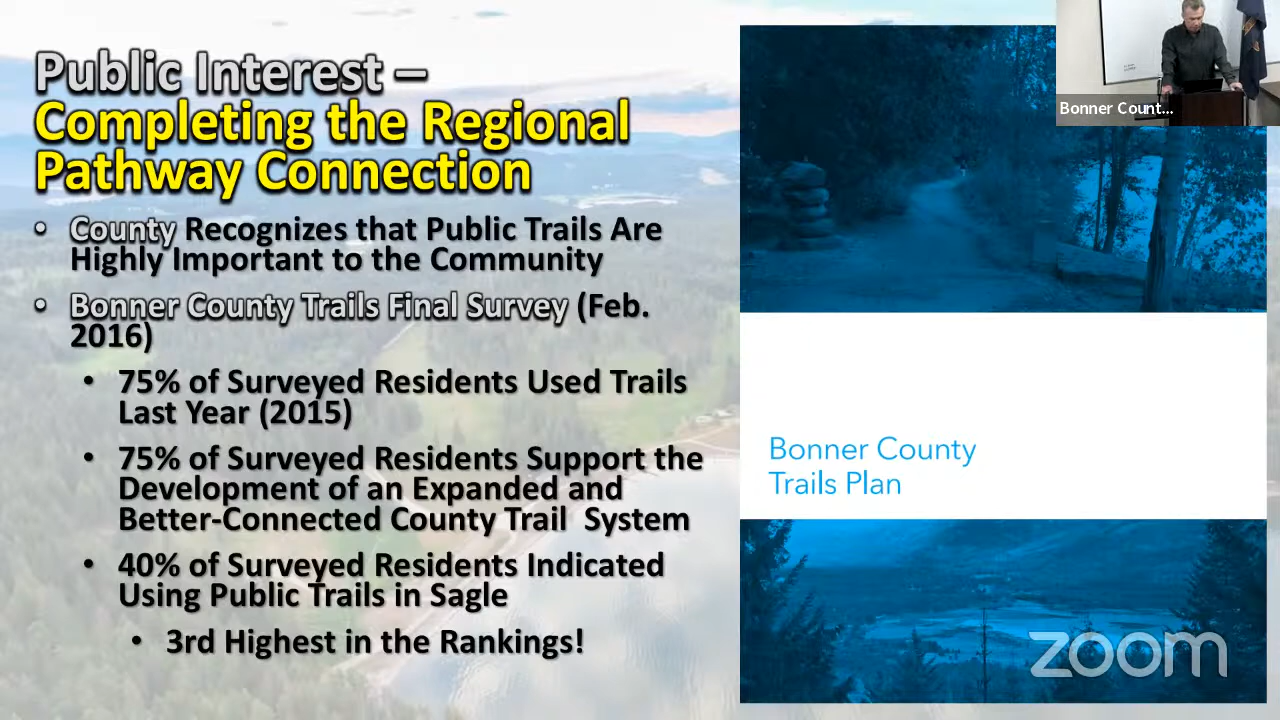 Public Interest –
Completing the Regional
Pathway Connection
• County Recognizes that Public Trails Are
Highly Important to the Community
• Bonner County Trails Final Survey (Feb.
2016)
• 75% of Surveyed Residents Used Trails
Last Year (2015)
• 75% of Surveyed Residents Support the
Development of an Expanded and
Better-Connected County Trail System
• 40% of Surveyed Residents Indicated
Using Public Trails in Sagle
• 3rd Highest in the Rankings!
Bonner Count...
Bonner County
Trails Plan
zoom